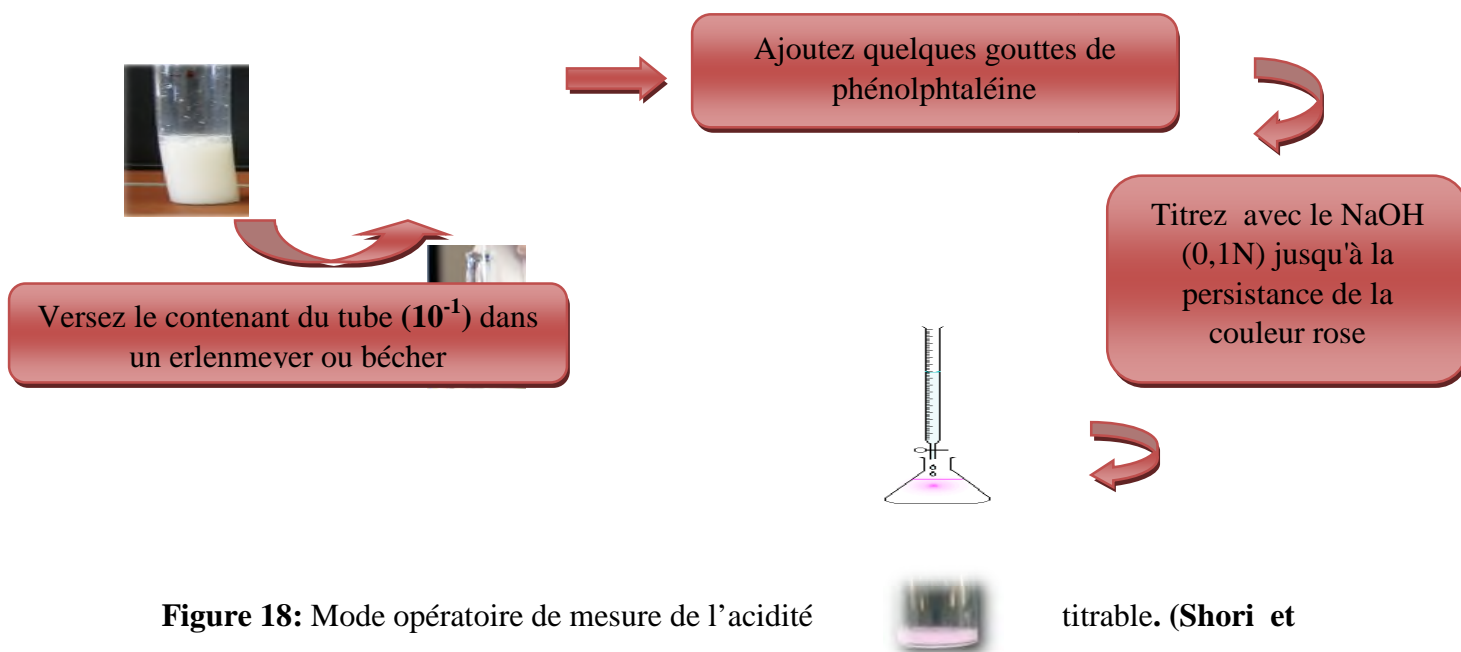 Ajoutez quelques gouttes de
phénolphtaléine
Versez le contenant du tube (10⁻¹) dans
un erlenmeyer ou bécher
Titrez avec le NaOH
(0,1N) jusqu'à la
persistance de la
couleur rose
Figure 18: Mode opératoire de mesure de l’acidité titrable. (Shori et